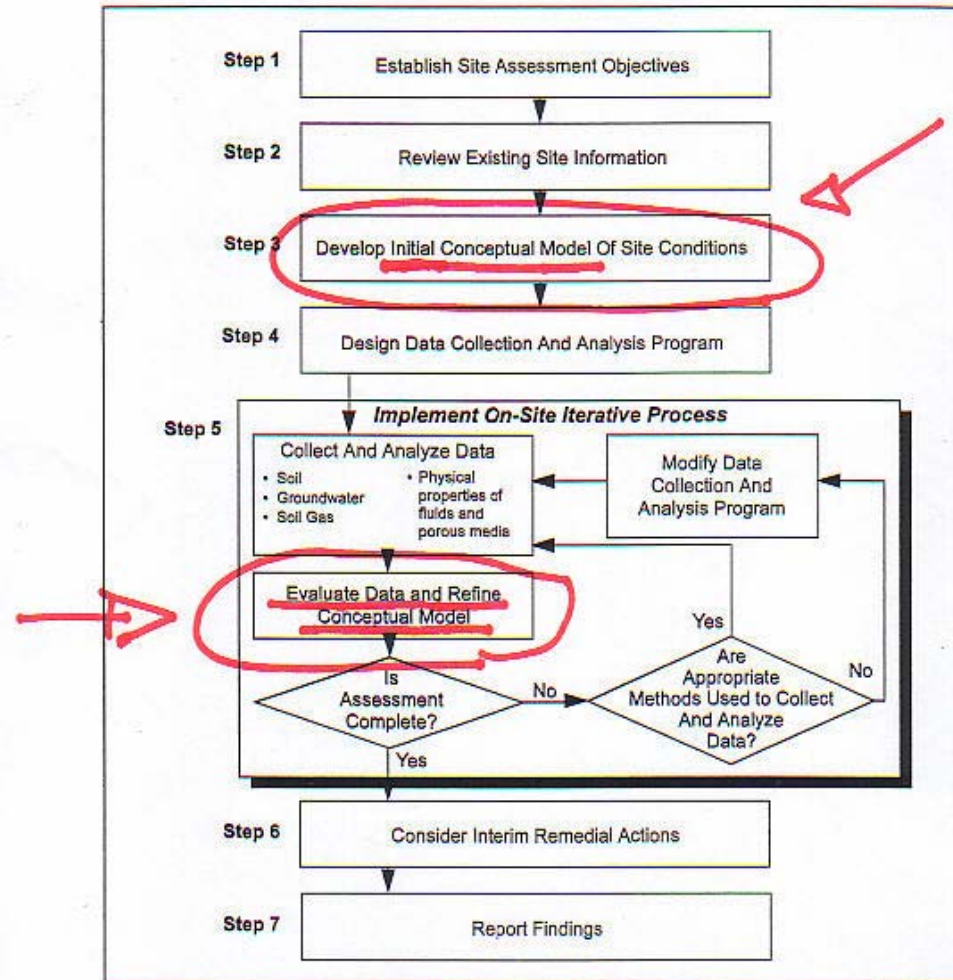 Step 1
Establish Site Assessment Objectives
Step 2
Review Existing Site Information
Step 3
Develop Initial Conceptual Model Of Site Conditions
Step 4
Design Data Collection And Analysis Program
Step 5
Implement On-Site Iterative Process
Collect And Analyze Data
• Soil
• Groundwater
• Soil Gas
• Physical
properties of
fluids and
porous media
Modify Data
Collection And
Analysis Program
Evaluate Data and Refine
Conceptual Model
Is
Assessment
Complete?
No
Yes
Are
Appropriate
Methods Used to Collect
And Analyze
Data?
Yes
No
Step 6
Consider Interim Remedial Actions
Step 7
Report Findings